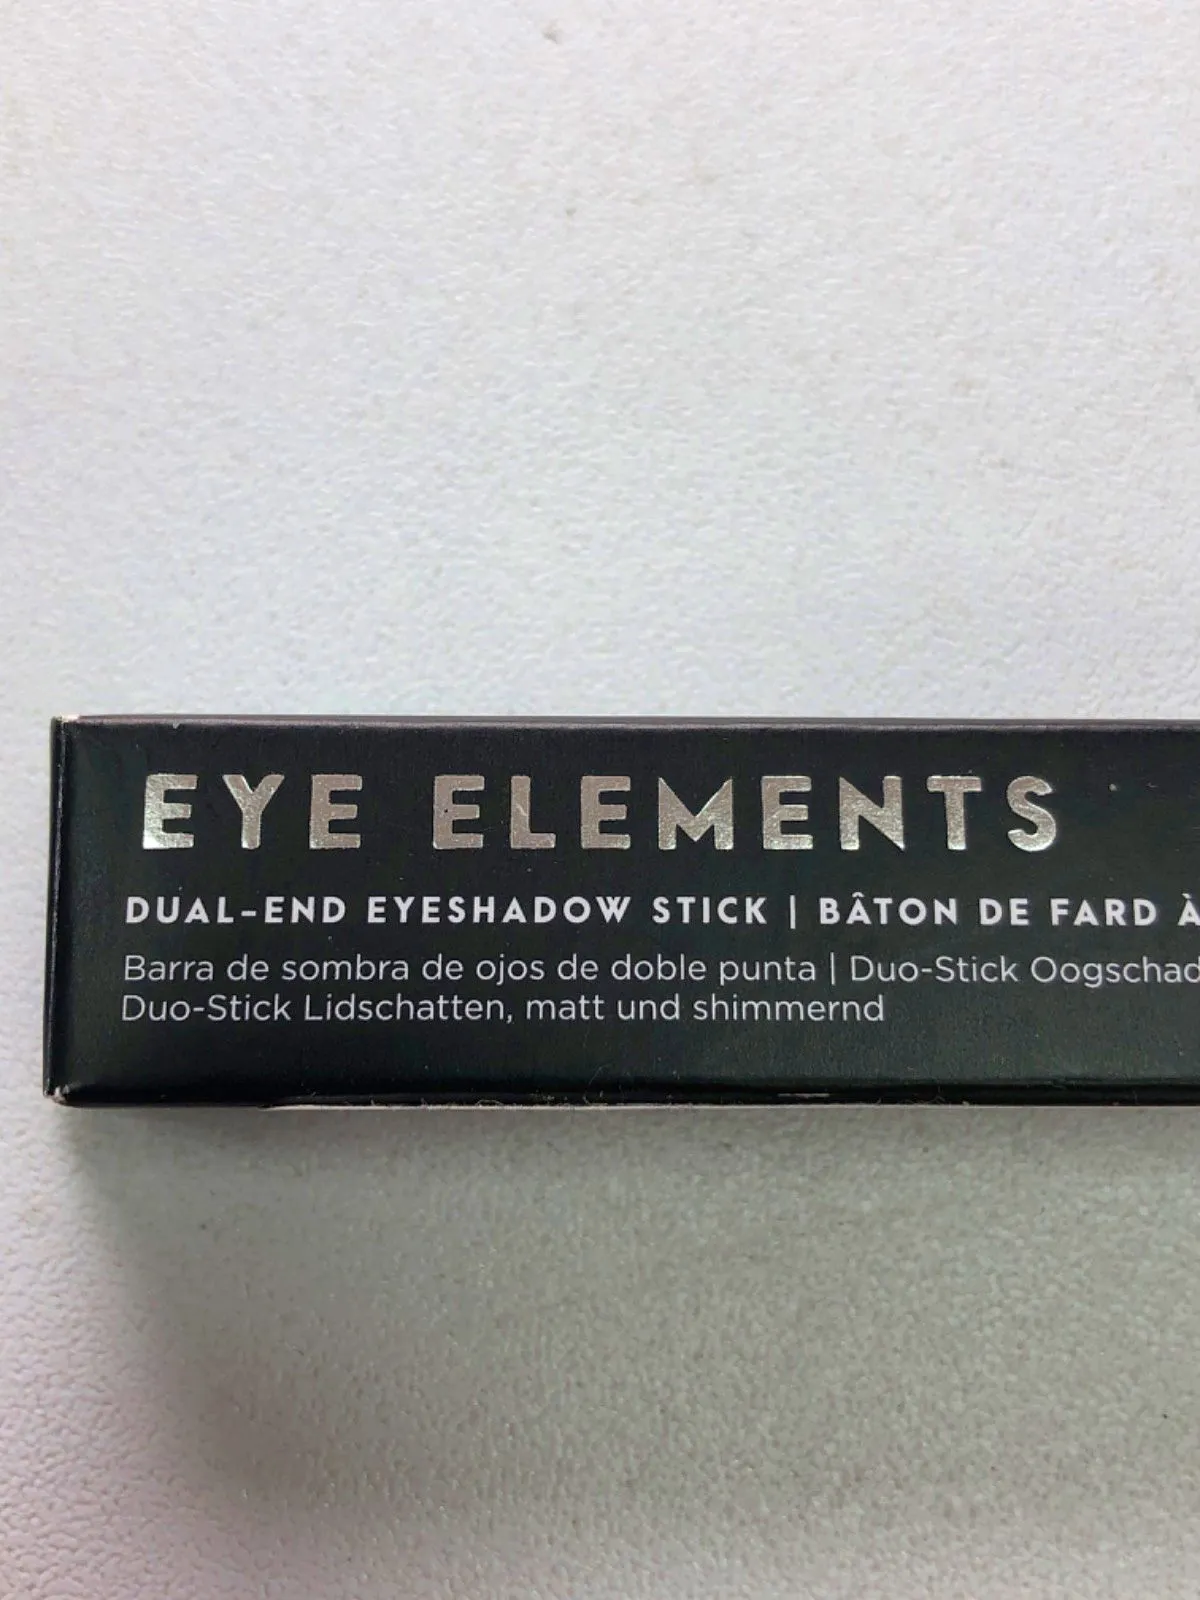 EYE ELEMENTS
DUAL-END EYESHADOW STICK | BÂTON DE FARD À
Barra de sombra de ojos de doble punta | Duo-Stick Oogschad
Duo-Stick Lidschatten, matt und shimmernd